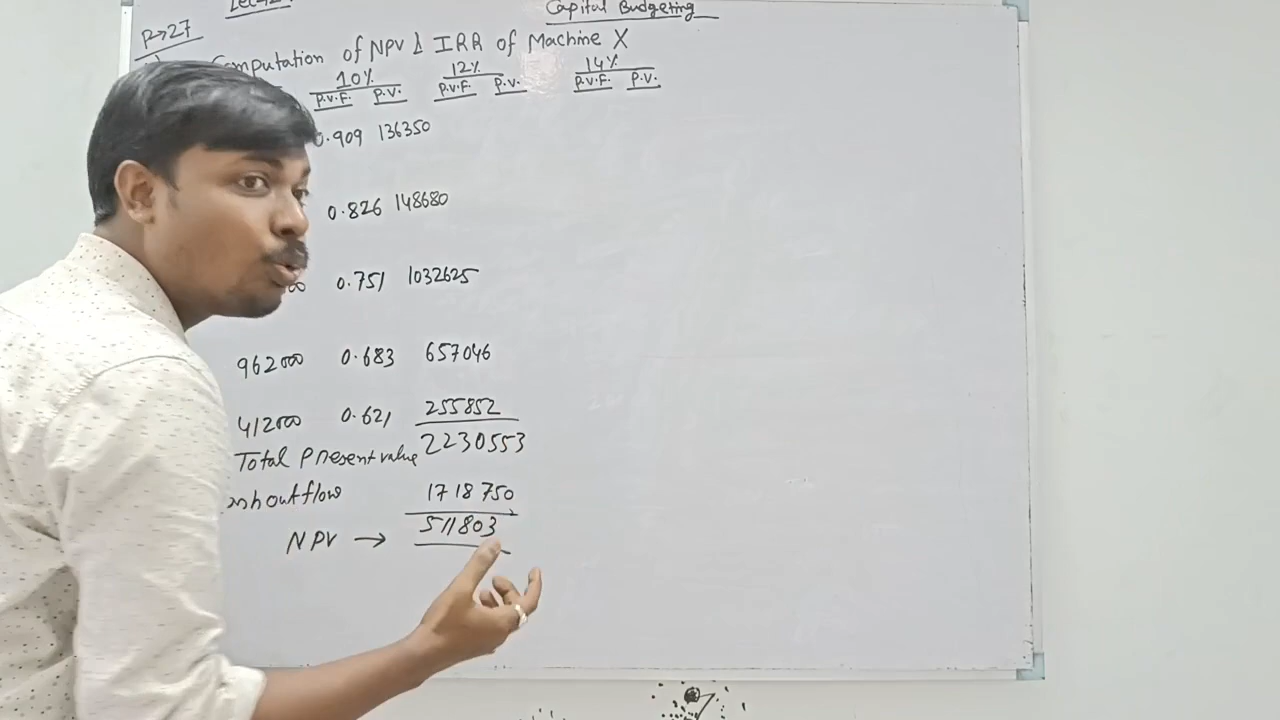 Capital Budgeting
P→27
Computation of NPV & IRR of Machine X
10% 12% 14%
P.V.F. P.V. P.V.F. P.V. P.V.F. P.V.
0.909 136350
0.826 148680
0.751 1032625
962000 0.683 657046
412000 0.621 255852
Total Present value 2230553
outflow 1718750
NPV → 511803